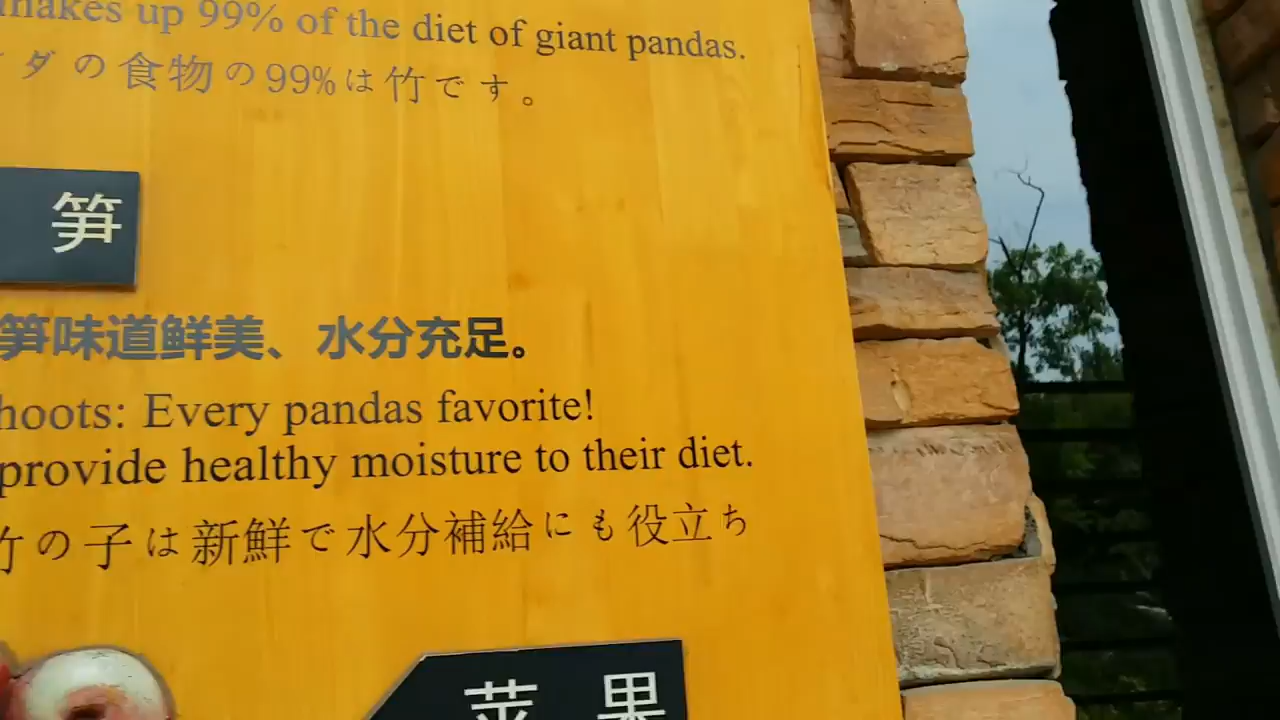 makes up 99% of the diet of giant pandas.
ダの食物の99%は竹です。
笋
笋味道鲜美、水分充足。
hoots: Every pandas favorite!
provide healthy moisture to their diet.
竹の子は新鮮で水分補給にも役立ち
苹果